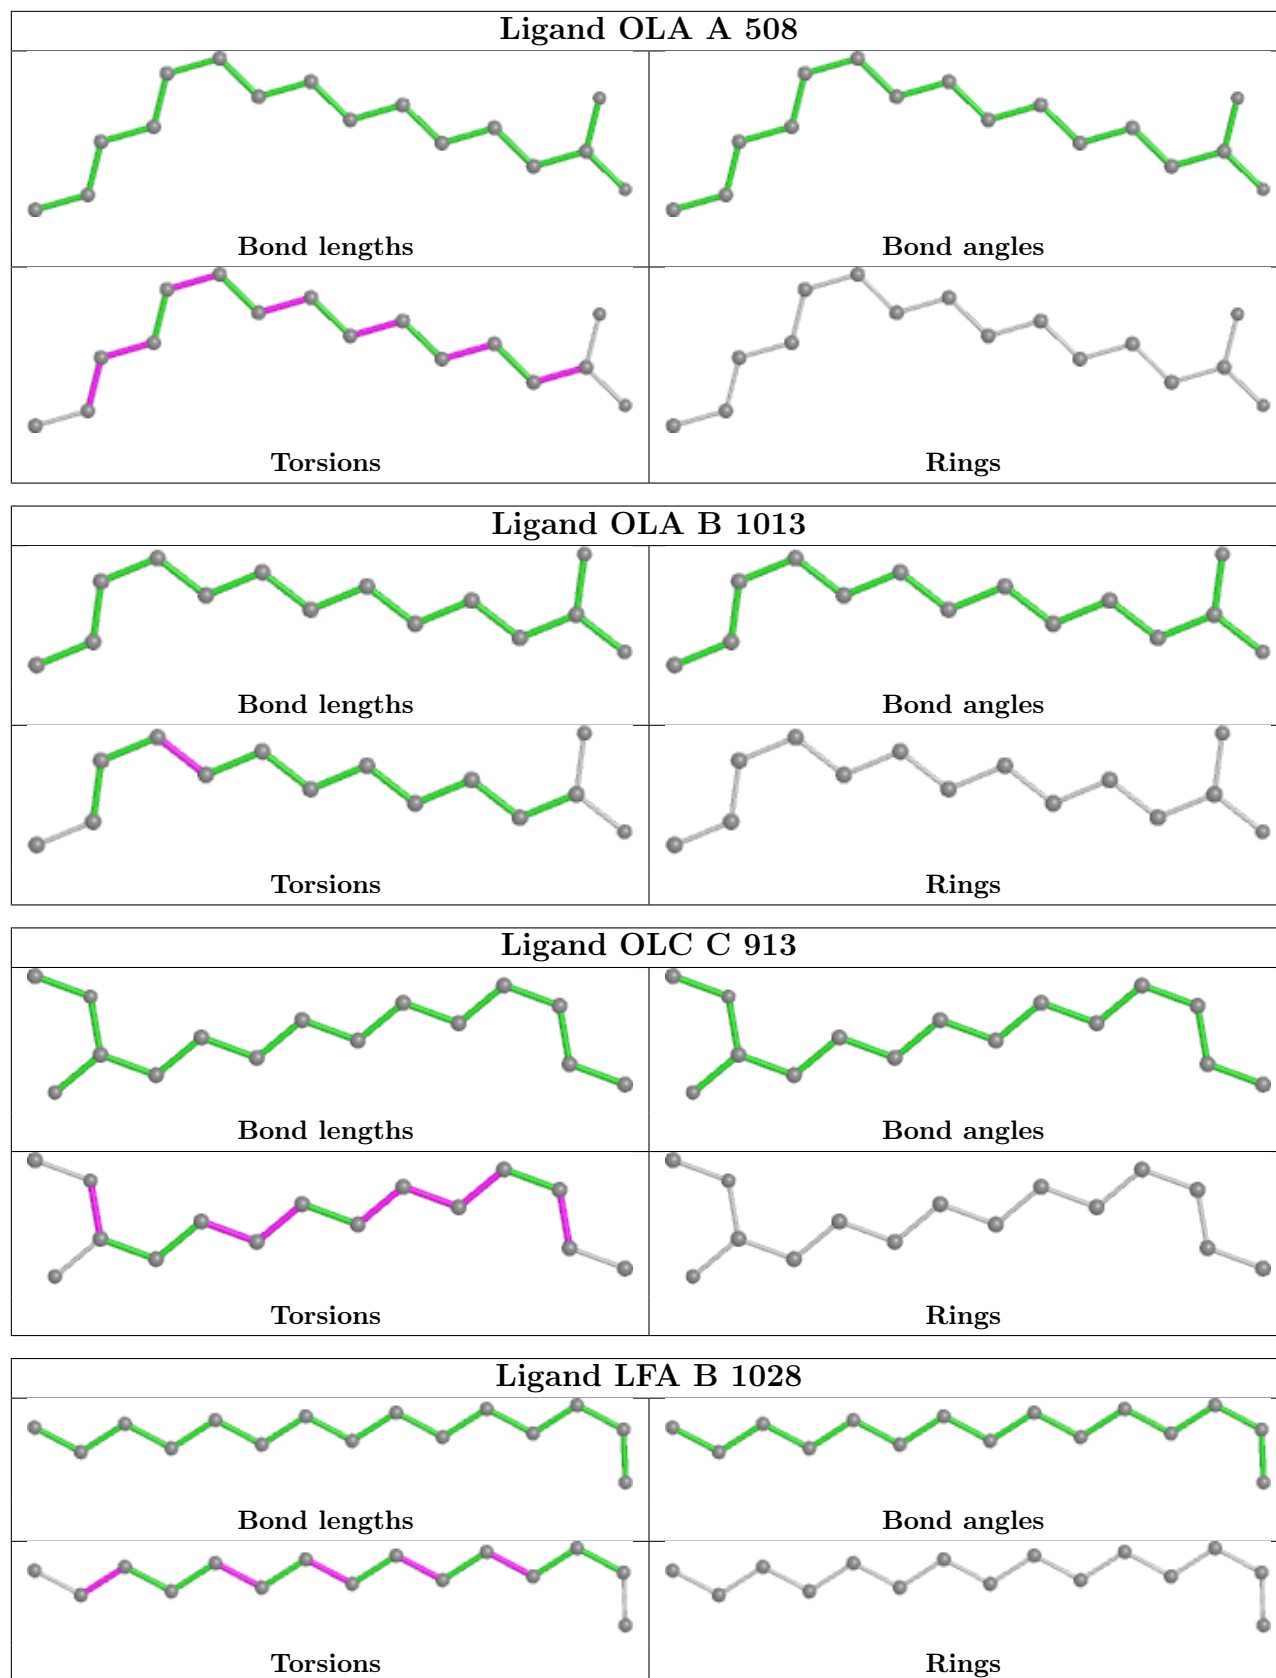 Ligand OLA A 508
Bond lengths
Bond angles
Torsions
Rings
Ligand OLA B 1013
Bond lengths
Bond angles
Torsions
Rings
Ligand OLC C 913
Bond lengths
Bond angles
Torsions
Rings
Ligand LFA B 1028
Bond lengths
Bond angles
Torsions
Rings